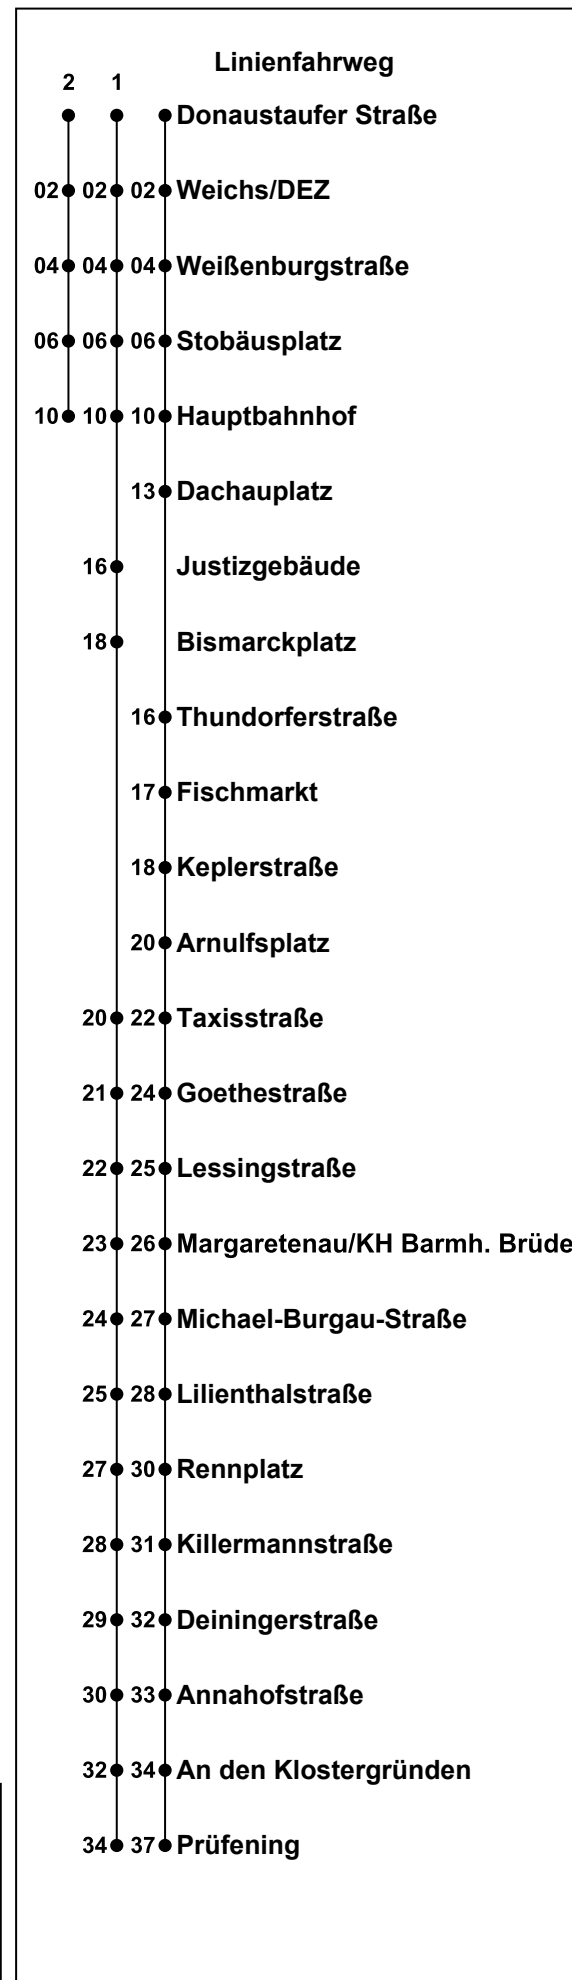 Linienfahrweg
2 1
Donaustaufer Straße
02 02 02 Weichs/DEZ
04 04 04 Weißenburgstraße
06 06 06 Stobäusplatz
10 10 10 Hauptbahnhof
13 Dachauplatz
16 Justizgebäude
18 Bismarckplatz
16 Thundorferstraße
17 Fischmarkt
18 Keplerstraße
20 Arnulfsplatz
20 22 Taxisstraße
21 24 Goethestraße
22 25 Lessingstraße
23 26 Margaretenau/KH Barmh. Brüde
24 27 Michael-Burgau-Straße
25 28 Lilienthalstraße
27 30 Rennplatz
28 31 Killermannstraße
29 32 Deiningerstraße
30 33 Annahofstraße
32 34 An den Klostergründen
34 37 Prüfening